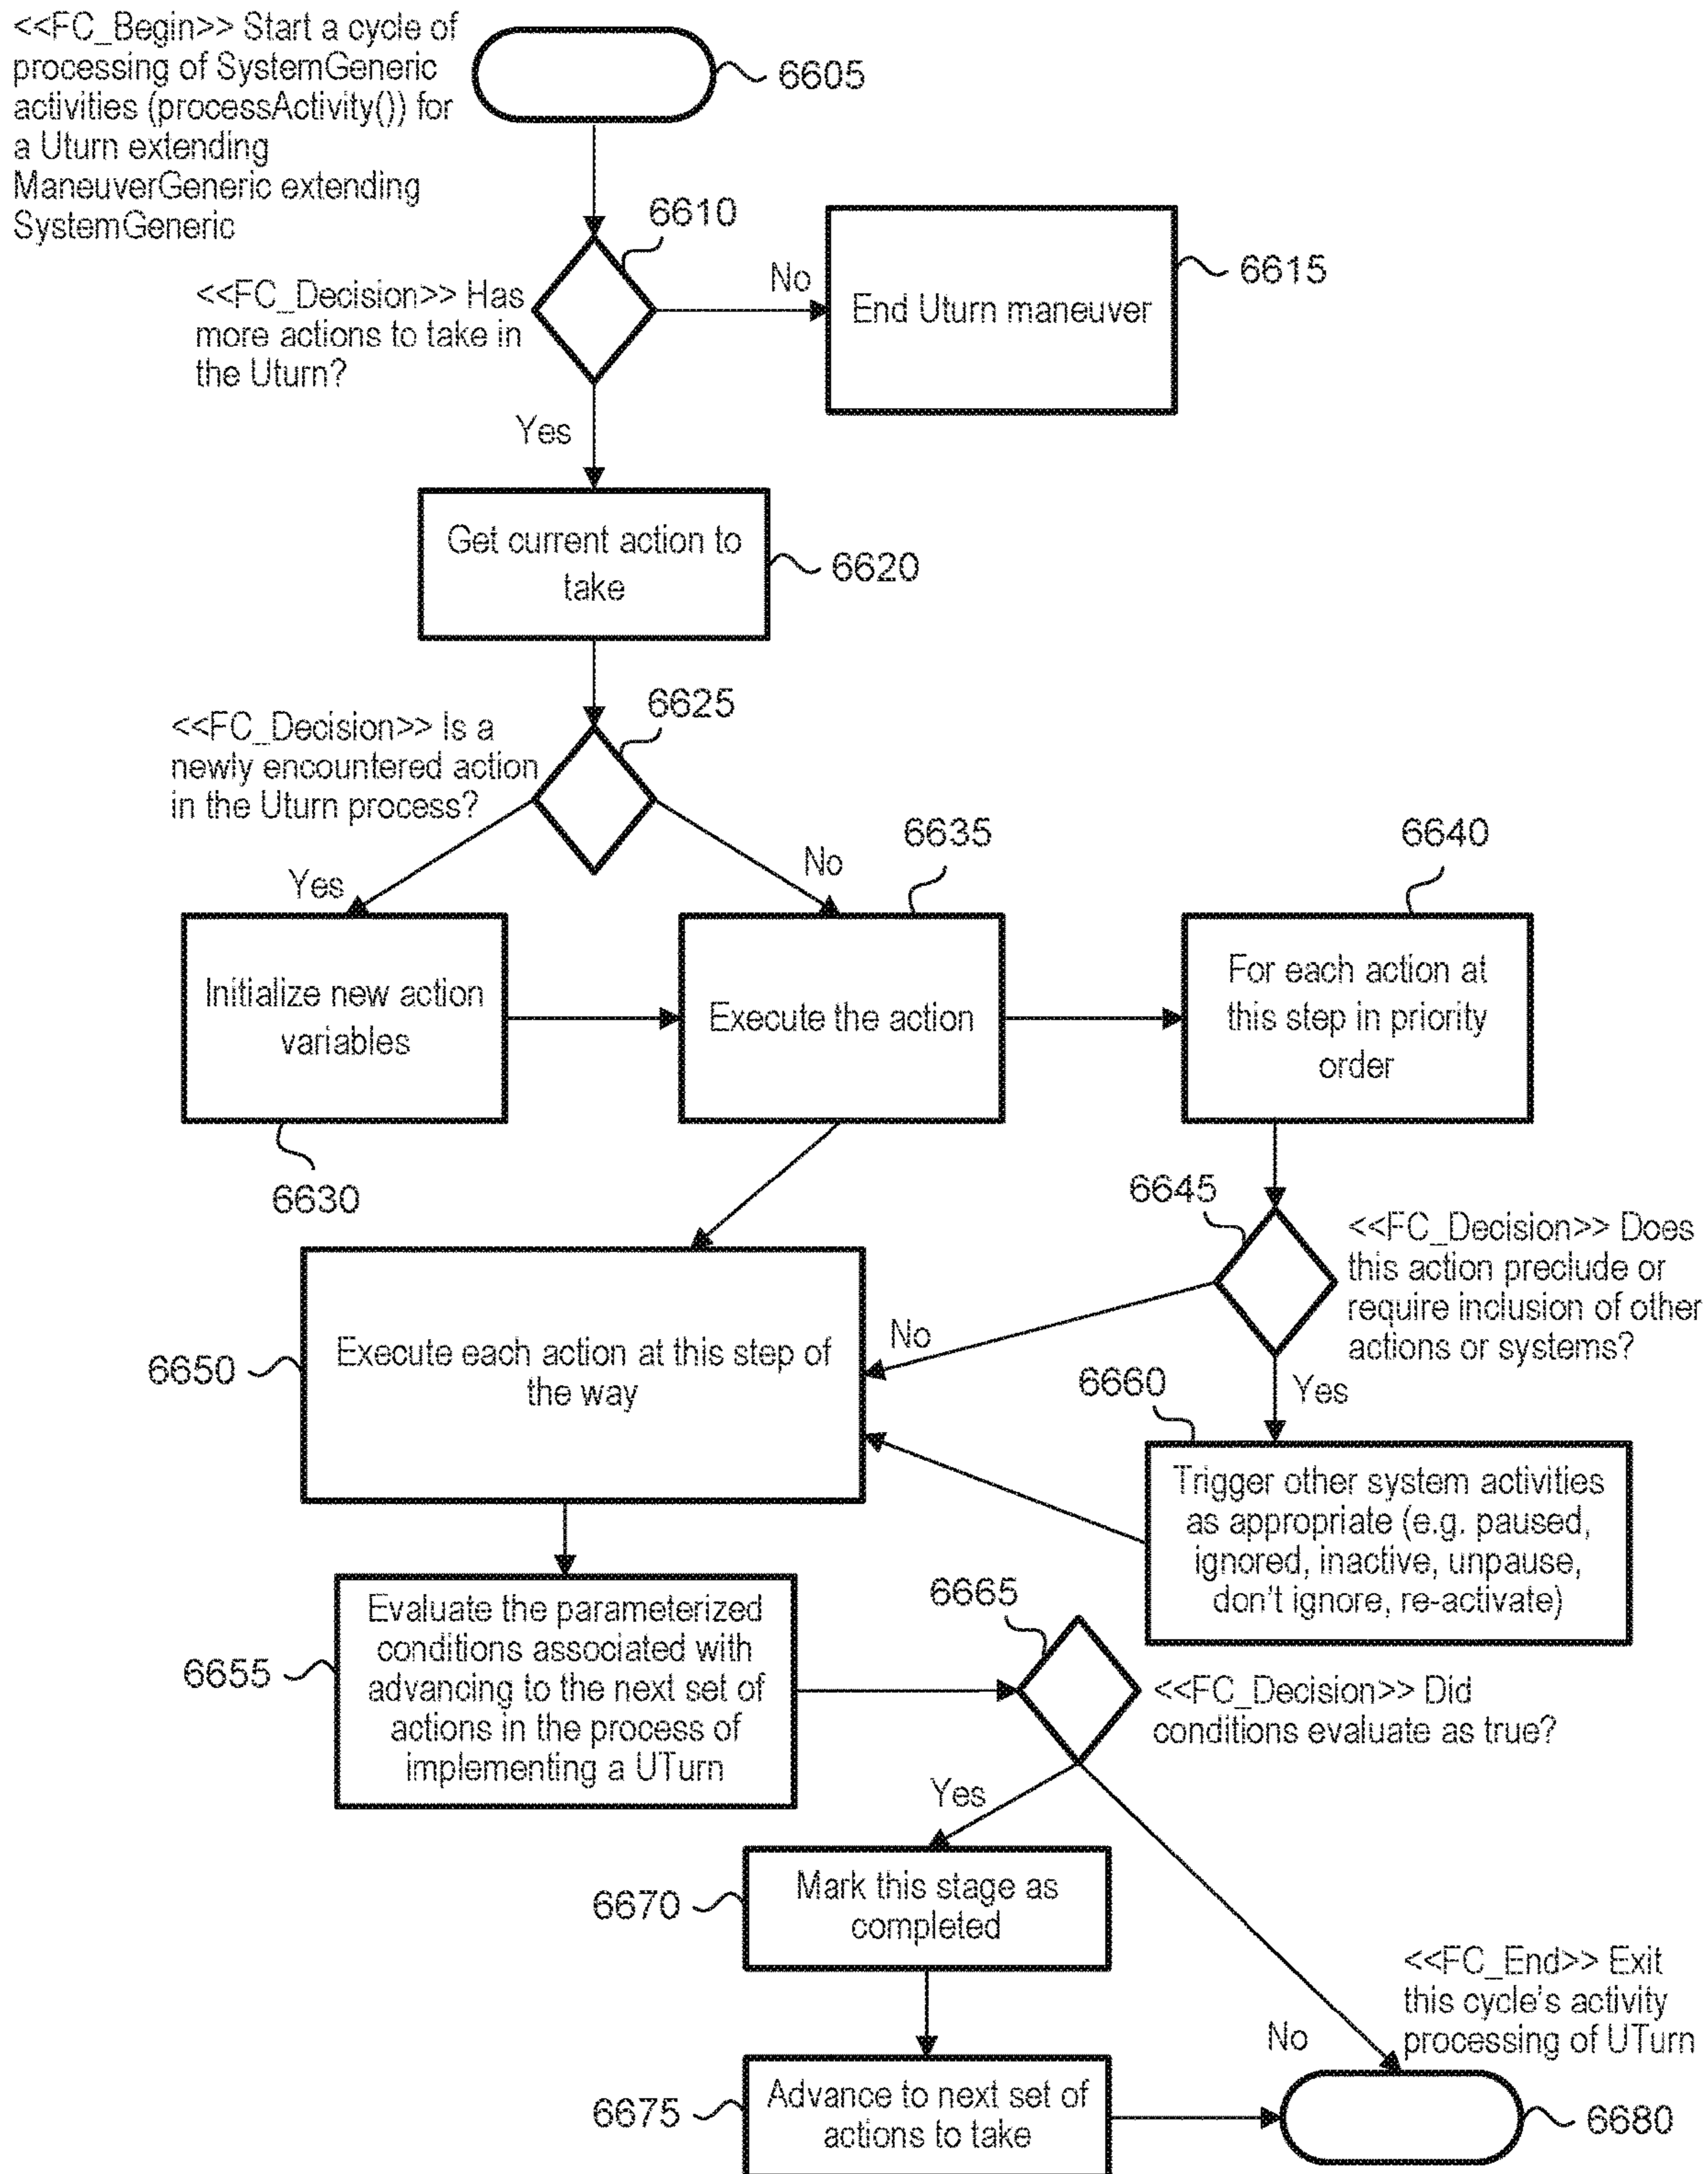 <<FC_Begin>> Start a cycle of
processing of SystemGeneric
activities (processActivity()) for
a Uturn extending
ManeuverGeneric extending
SystemGeneric
6605
6610
<<FC_Decision>> Has
more actions to take in
the Uturn?
No
End Uturn maneuver
6615
Yes
Get current action to
take
6620
<<FC_Decision>> Is a
newly encountered action
in the Uturn process?
6625
Yes
No
6635
6640
Initialize new action
variables
Execute the action
For each action at
this step in priority
order
6630
6645
<<FC_Decision>> Does
this action preclude or
require inclusion of other
actions or systems?
No
Yes
6650
Execute each action at this step of
the way
6660
Trigger other system activities
as appropriate (e.g. paused,
ignored, inactive, unpause,
don't ignore, re-activate)
6655
Evaluate the parameterized
conditions associated with
advancing to the next set of
actions in the process of
implementing a UTurn
6665
<<FC_Decision>> Did
conditions evaluate as true?
Yes
6670
Mark this stage as
completed
No
<<FC_End>> Exit
this cycle's activity
processing of UTurn
6675
Advance to next set of
actions to take
6680